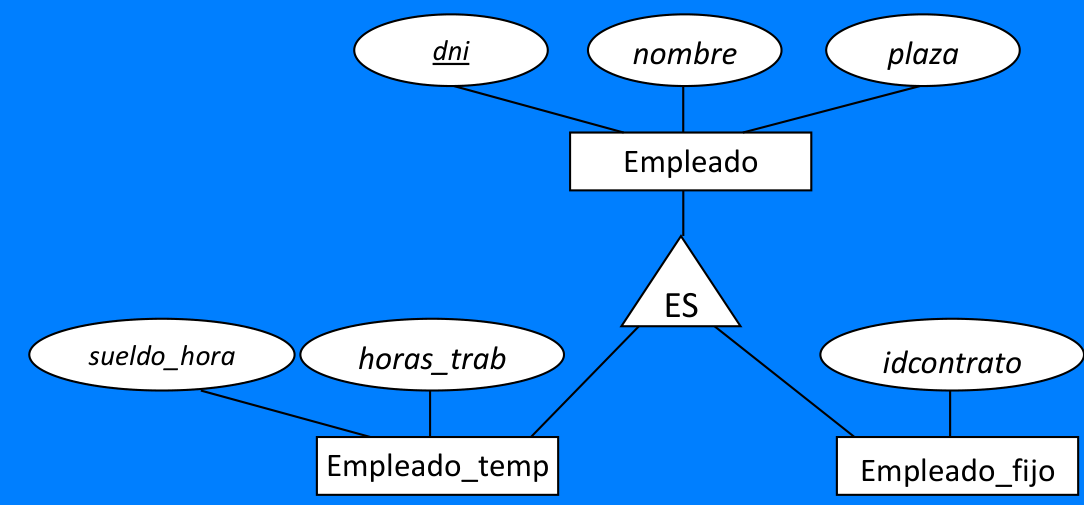 dni
nombre
plaza
Empleado
ES
sueldo_hora
horas_trab
idcontrato
Empleado_temp
Empleado_fijo